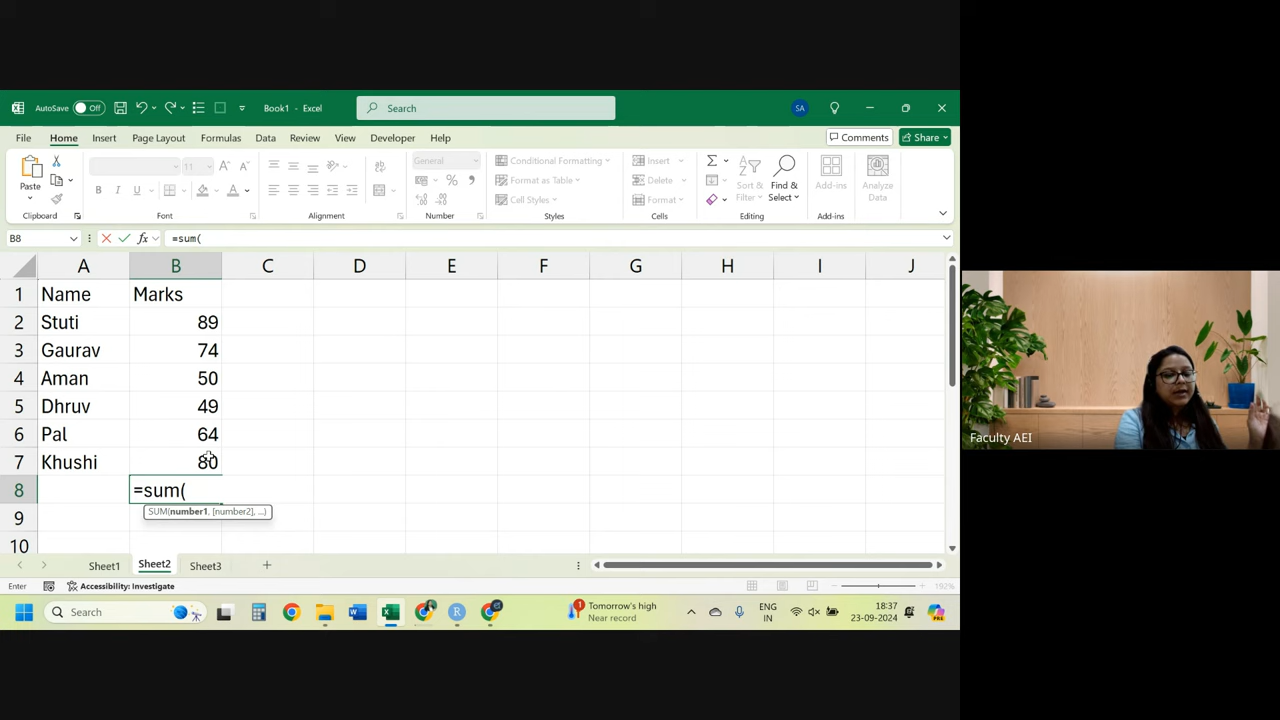 AutoSave Off Book1 - Excel Search SA
File Home Insert Page Layout Formulas Data Review View Developer Help Comments Share
Paste 11 B I U A General % Conditional Formatting Format as Table Cell Styles Insert Delete Format Sort & Filter Find & Select Add-ins Analyze Data
Clipboard Font Alignment Number Styles Cells Editing Add-ins
B8 fx =sum(
A B C D E F G H I J
1 Name Marks
2 Stuti 89
3 Gaurav 74
4 Aman 50
5 Dhruv 49
6 Pal 64
7 Khushi 80
8 =sum(
SUM(number1, [number2], ...)
9
10
Sheet1 Sheet2 Sheet3
Enter Accessibility: Investigate 192%
Search 1 Tomorrow's high Near record ENG IN 18:37 23-09-2024
Faculty AEI